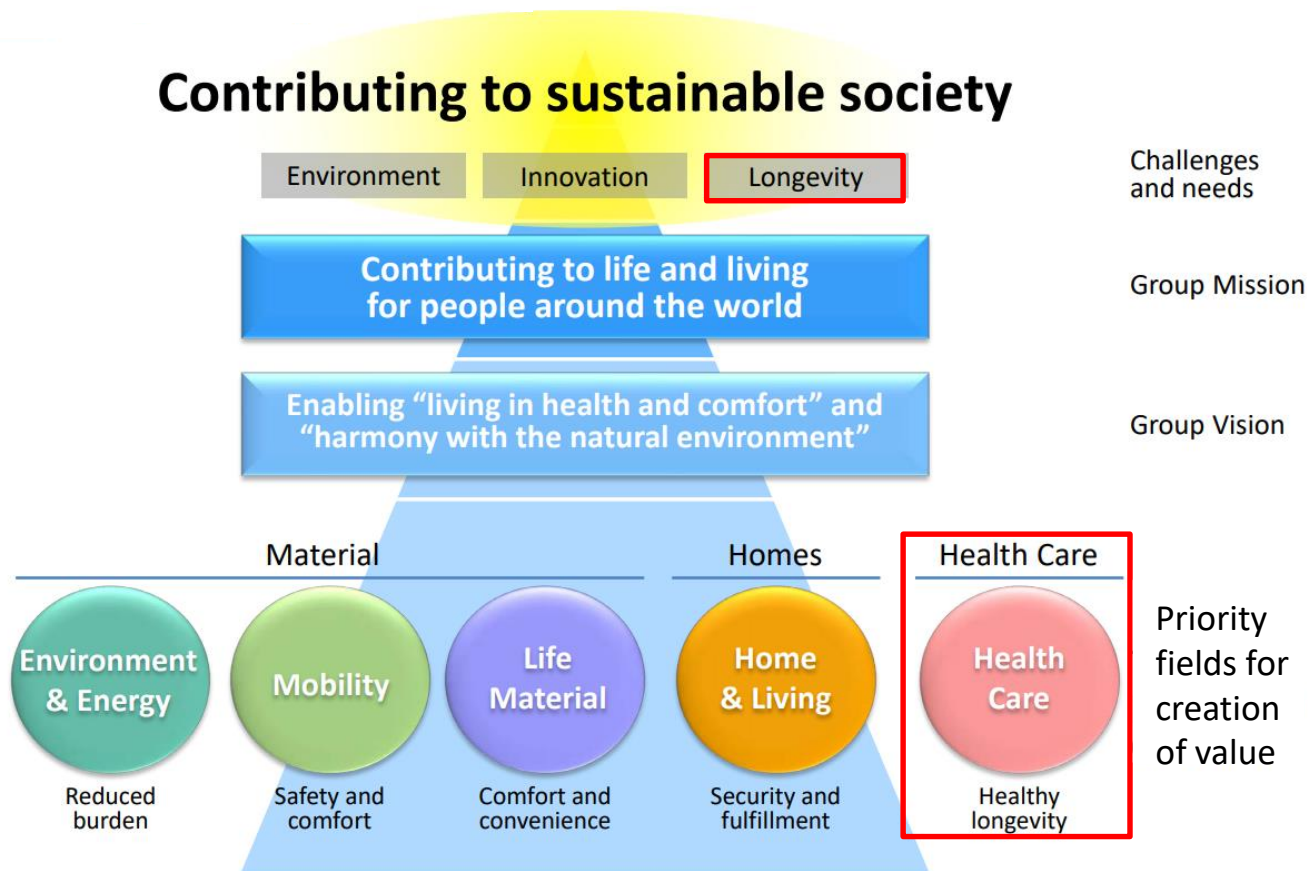 Contributing to sustainable society
Environment
Innovation
Longevity
Challenges
and needs
Contributing to life and living
for people around the world
Group Mission
Enabling “living in health and comfort” and
“harmony with the natural environment”
Group Vision
Material
Homes
Health Care
Environment
& Energy
Mobility
Life
Material
Home
& Living
Health
Care
Priority
fields for
creation
of value
Reduced
burden
Safety and
comfort
Comfort and
convenience
Security and
fulfillment
Healthy
longevity